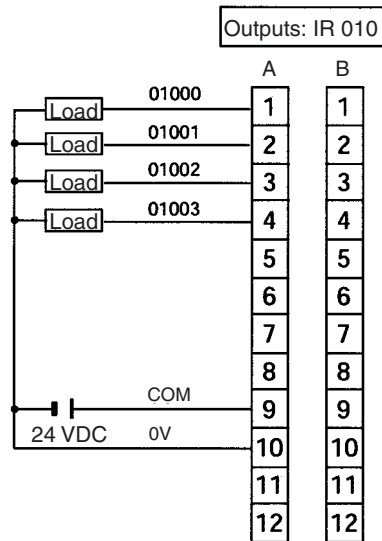 Outputs: IR 010
A B
Load 01000 1 1
Load 01001 2 2
Load 01002 3 3
Load 01003 4 4
5 5
6 6
7 7
8 8
COM 9 9
24 VDC 0V 10 10
11 11
12 12